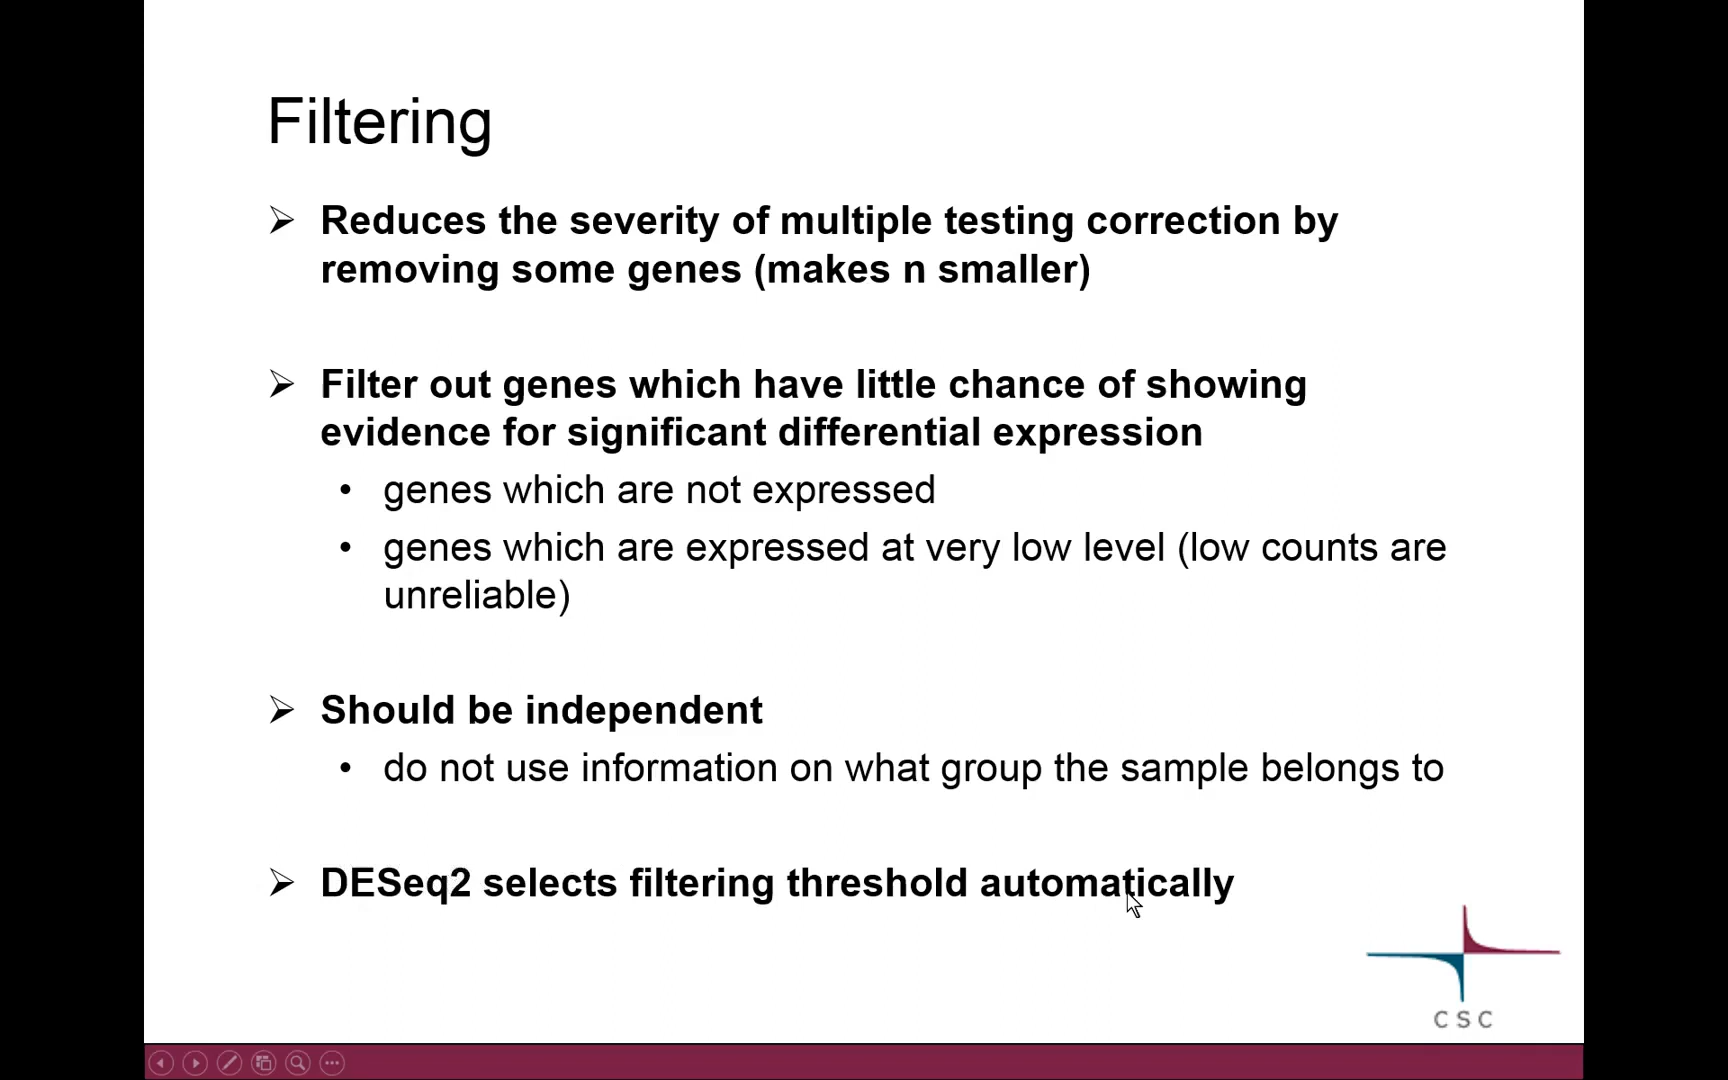 Filtering
Reduces the severity of multiple testing correction by
removing some genes (makes n smaller)
Filter out genes which have little chance of showing
evidence for significant differential expression
• genes which are not expressed
• genes which are expressed at very low level (low counts are
unreliable)
Should be independent
• do not use information on what group the sample belongs to
DESeq2 selects filtering threshold automatically
CSC